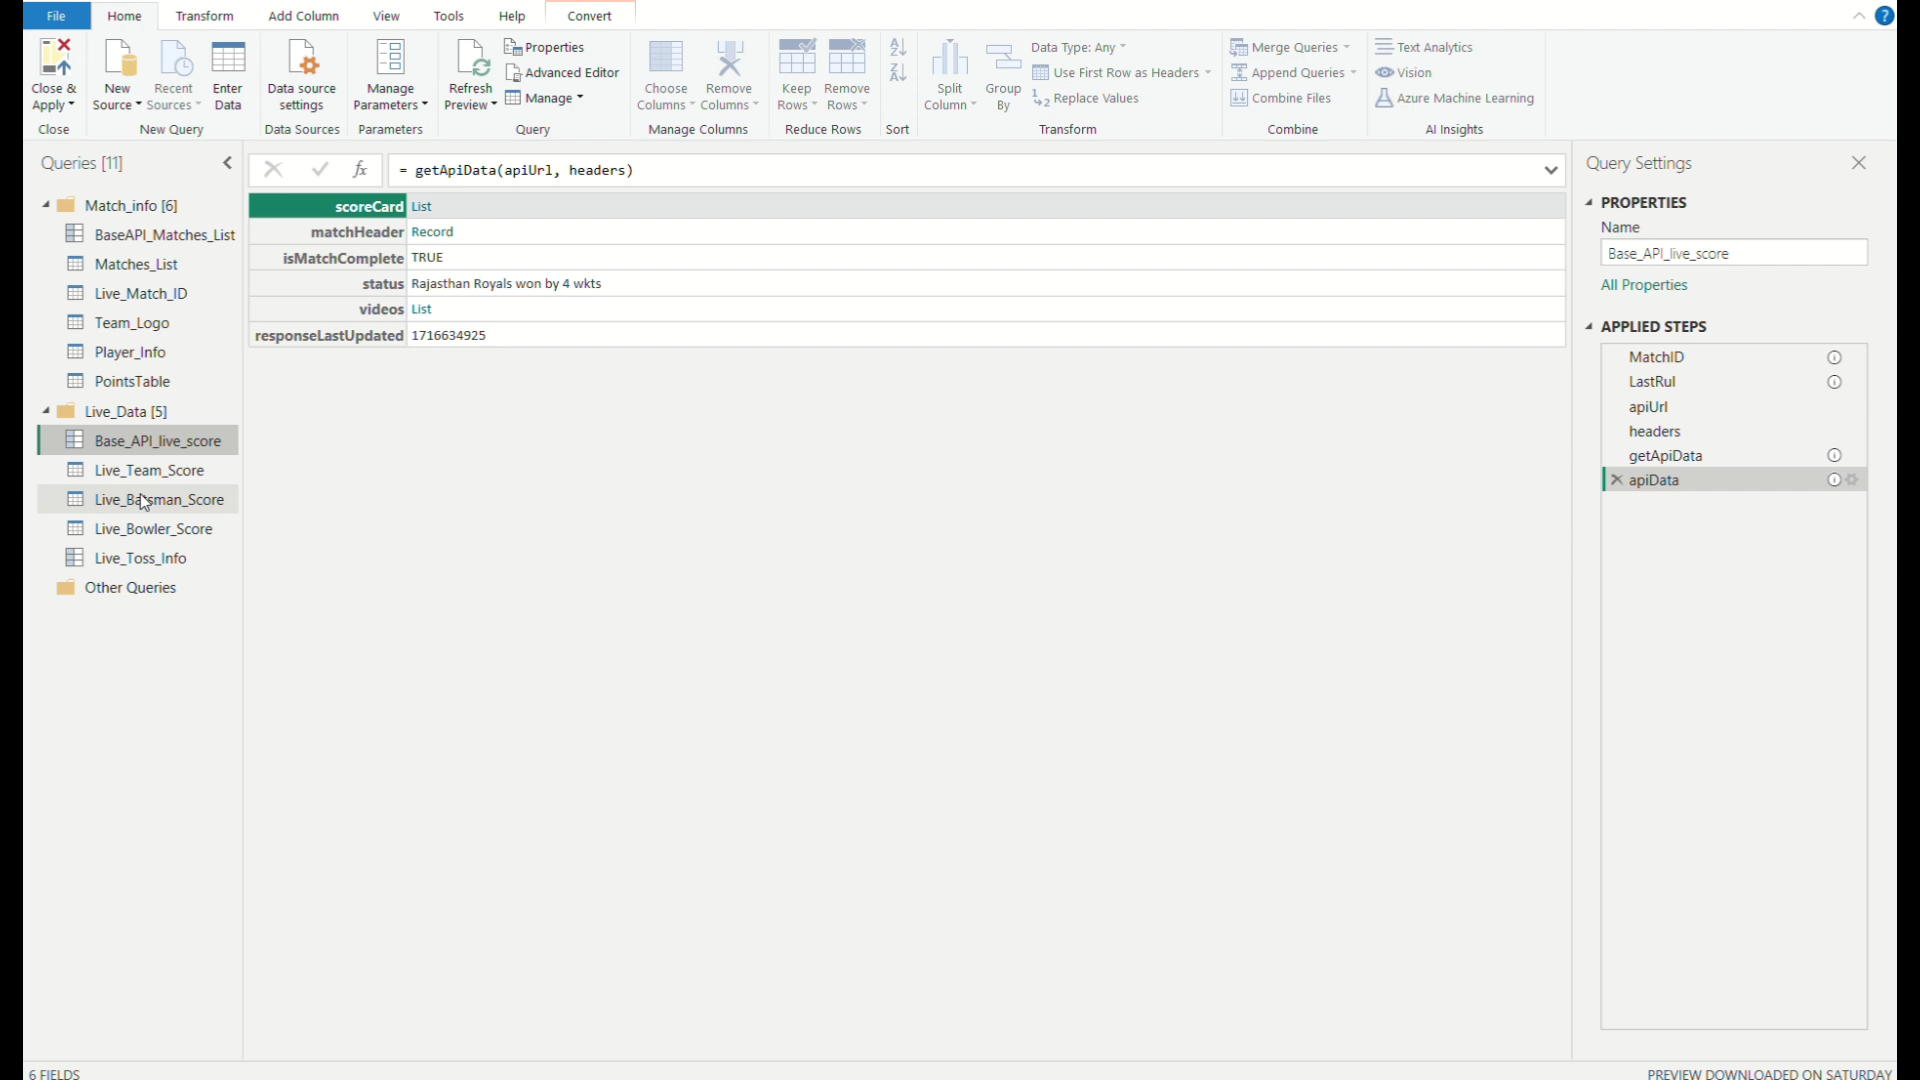 File Home Transform Add Column View Tools Help Convert
Close & Apply
New Source
Recent Sources
Enter Data
Data source settings
Manage Parameters
Refresh Preview
Properties
Advanced Editor
Manage
Choose Columns
Remove Columns
Keep Rows
Remove Rows
Split Column
Group By
Data Type: Any
Use First Row as Headers
Replace Values
Merge Queries
Append Queries
Combine Files
Text Analytics
Vision
Azure Machine Learning
Close New Query Data Sources Parameters Query Manage Columns Reduce Rows Sort Transform Combine AI Insights
Queries [11]
Match_info [6]
BaseAPI_Matches_List
Matches_List
Live_Match_ID
Team_Logo
Player_Info
PointsTable
Live_Data [5]
Base_API_live_score
Live_Team_Score
Live_Batsman_Score
Live_Bowler_Score
Live_Toss_Info
Other Queries
fx = getApiData(apiUrl, headers)
scoreCard List
matchHeader Record
isMatchComplete TRUE
status Rajasthan Royals won by 4 wkts
videos List
responseLastUpdated 1716634925
Query Settings
PROPERTIES
Name
Base_API_live_score
All Properties
APPLIED STEPS
MatchID
LastRul
apiUrl
headers
getApiData
apiData
6 FIELDS
PREVIEW DOWNLOADED ON SATURDAY